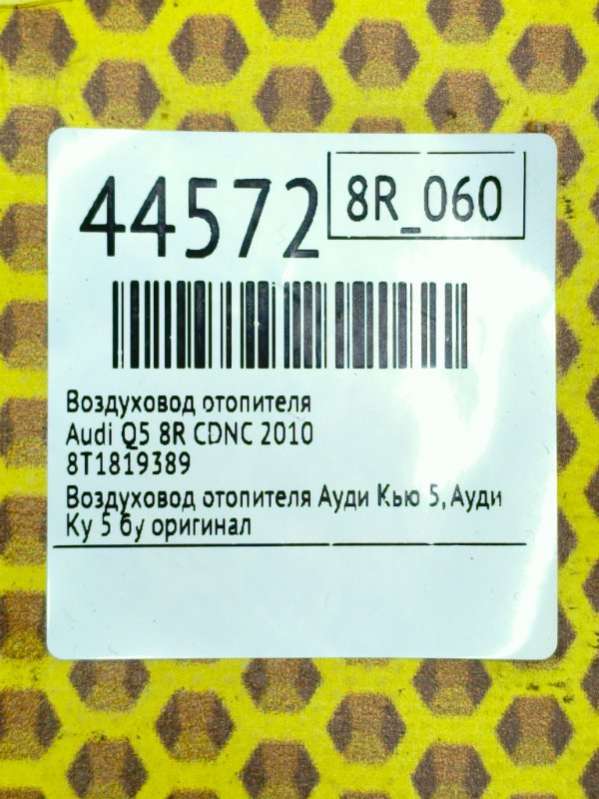 44572
8R_060
Воздуховод отопителя
Audi Q5 8R CDNC 2010
8T1819389
Воздуховод отопителя Ауди Кью 5, Ауди
Ку 5 бу оригинал